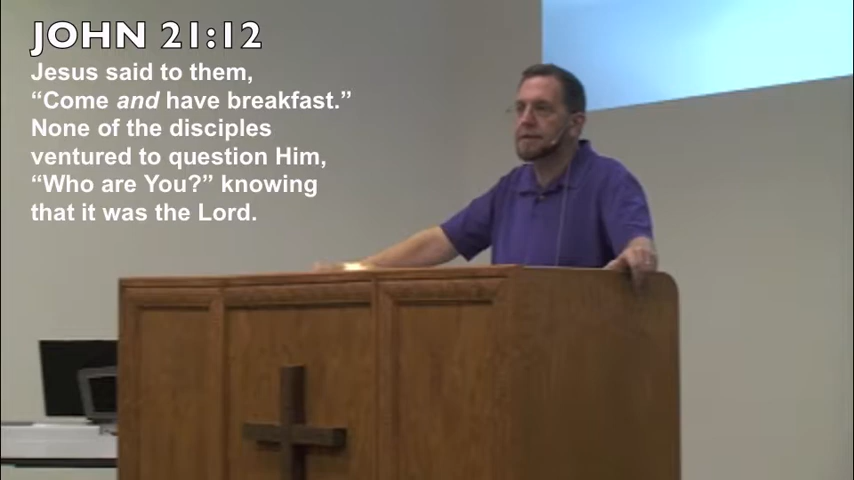 JOHN 21:12
Jesus said to them,
“Come and have breakfast.”
None of the disciples
ventured to question Him,
“Who are You?” knowing
that it was the Lord.